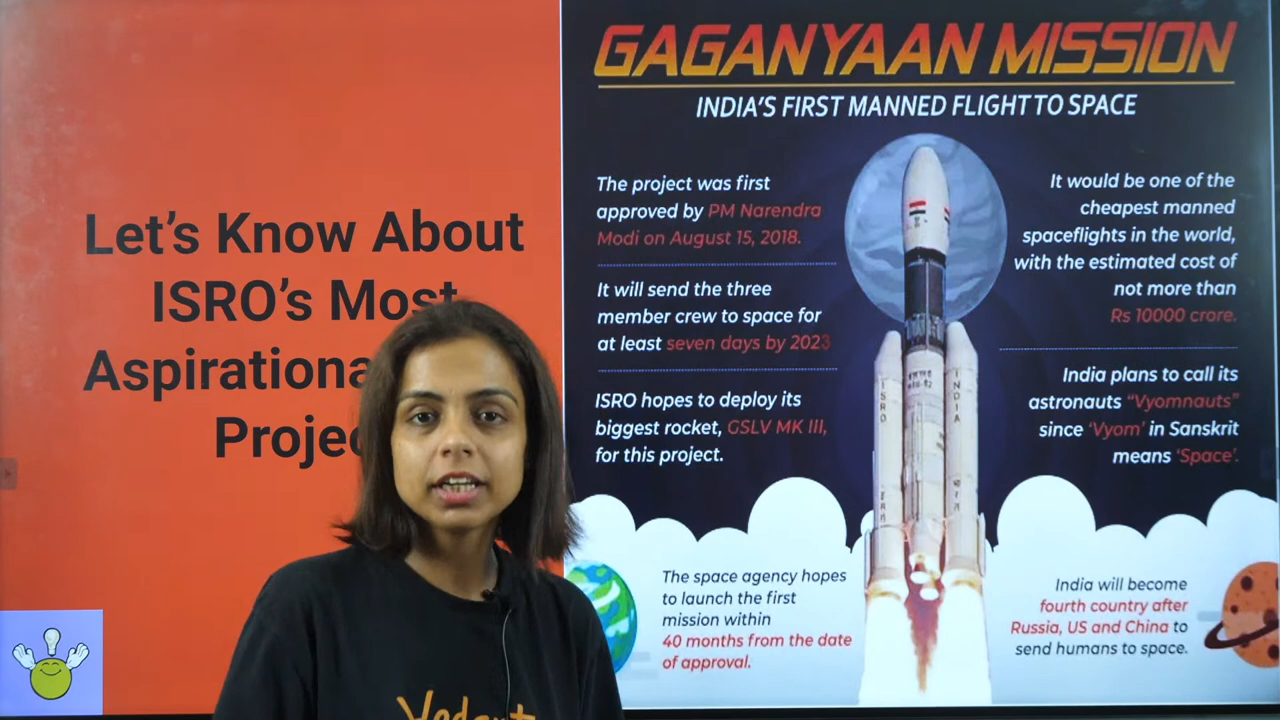 Let's Know About
ISRO's Most
GAGANYAAN MISSION
INDIA'S FIRST MANNED FLIGHT TO SPACE
The project was first
approved by PM Narendra
Modi on August 15, 2018.
It will send the three
member crew to space for
at least seven days by 2023
ISRO hopes to deploy its
biggest rocket, GSLV MK III,
for this project.
The space agency hopes
to launch the first
mission within
40 months from the date
of approval.
It would be one of the
cheapest manned
spaceflights in the world,
with the estimated cost of
not more than
Rs 10000 crore.
India plans to call its
astronauts "Vyomnauts"
since 'Vyom' in Sanskrit
means 'Space'.
India will become
fourth country after
Russia, US and China to
send humans to space.
ISRO
INDIA